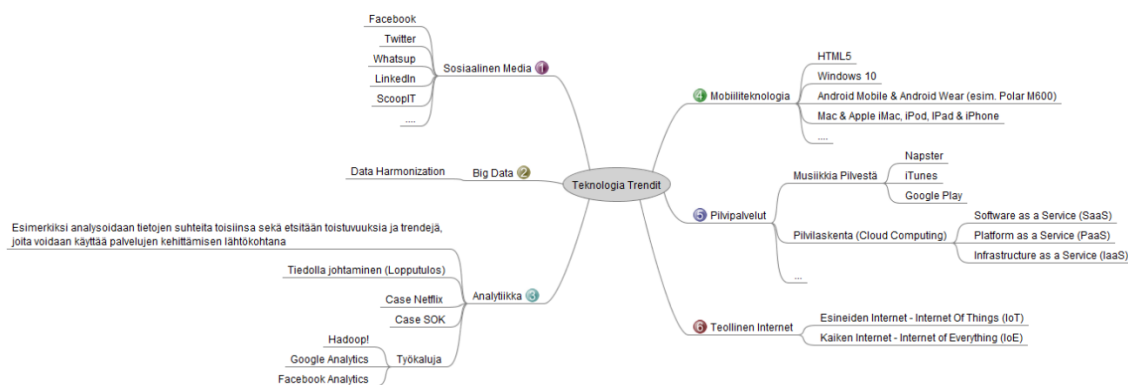 Teknologia Trendit
1
Sosiaalinen Media
Facebook
Twitter
Whatsup
LinkedIn
ScoopIT
....
2
Big Data
Data Harmonization
3
Analytiikka
Esimerkiksi analysoidaan tietojen suhteita toisiinsa sekä etsitään toistuvuuksia ja trendejä,
joita voidaan käyttää palvelujen kehittämisen lähtökohtana
Tiedolla johtaminen (Lopputulos)
Case Netflix
Case SOK
Työkaluja
Hadoop!
Google Analytics
Facebook Analytics
4
Mobiiliteknologia
HTML5
Windows 10
Android Mobile & Android Wear (esim. Polar M600)
Mac & Apple iMac, iPod, IPad & iPhone
....
5
Pilvipalvelut
Musiikkia Pilvestä
Napster
iTunes
Google Play
Pilvilaskenta (Cloud Computing)
Software as a Service (SaaS)
Platform as a Service (PaaS)
Infrastructure as a Service (IaaS)
...
6
Teollinen Internet
Esineiden Internet - Internet Of Things (IoT)
Kaiken Internet - Internet of Everything (IoE)